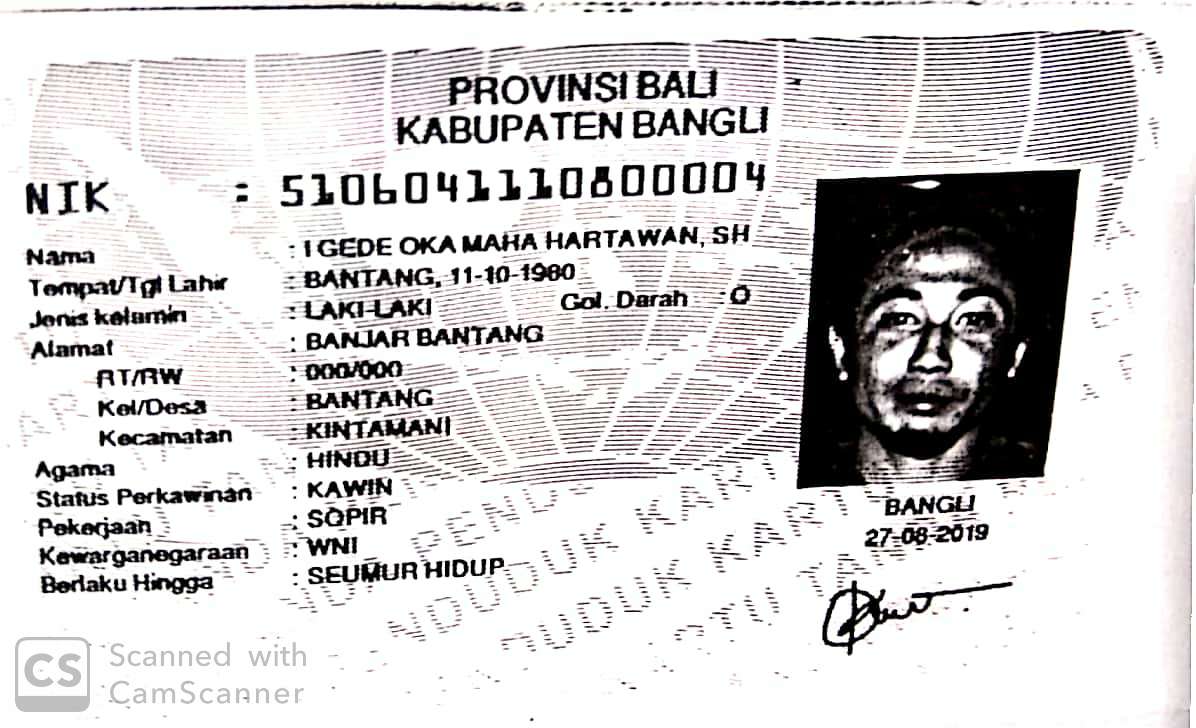 PROVINSI BALI
KABUPATEN BANGLI
NIK : 5106041110800004
Nama : I GEDE OKA MAHA HARTAWAN, SH
Tempat/Tgl Lahir : BANTANG, 11-10-1980
Jenis kelamin : LAKI-LAKI Gol. Darah : O
Alamat : BANJAR BANTANG
RT/RW : 000/000
Kel/Desa : BANTANG
Kecamatan : KINTAMANI
Agama : HINDU
Status Perkawinan : KAWIN
Pekerjaan : SOPIR
Kewarganegaraan : WNI
Berlaku Hingga : SEUMUR HIDUP
BANGLI
27-08-2019
CS Scanned with
CamScanner